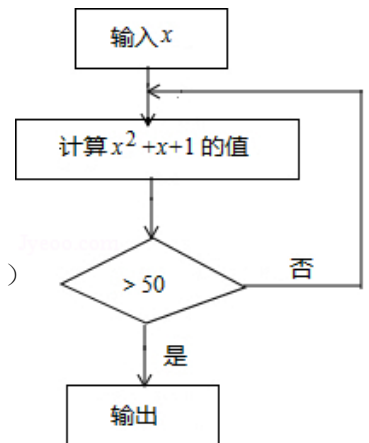 输入x
计算x²+x+1的值
)
> 50
否
是
输出